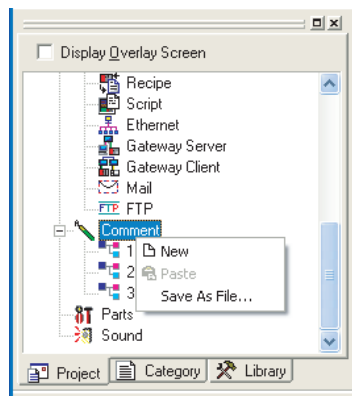 Display Overlay Screen
Recipe
Script
Ethernet
Gateway Server
Gateway Client
Mail
FTP FTP
Comment
1
New
2
Paste
3
Save As File...
Parts
Sound
Project Category Library